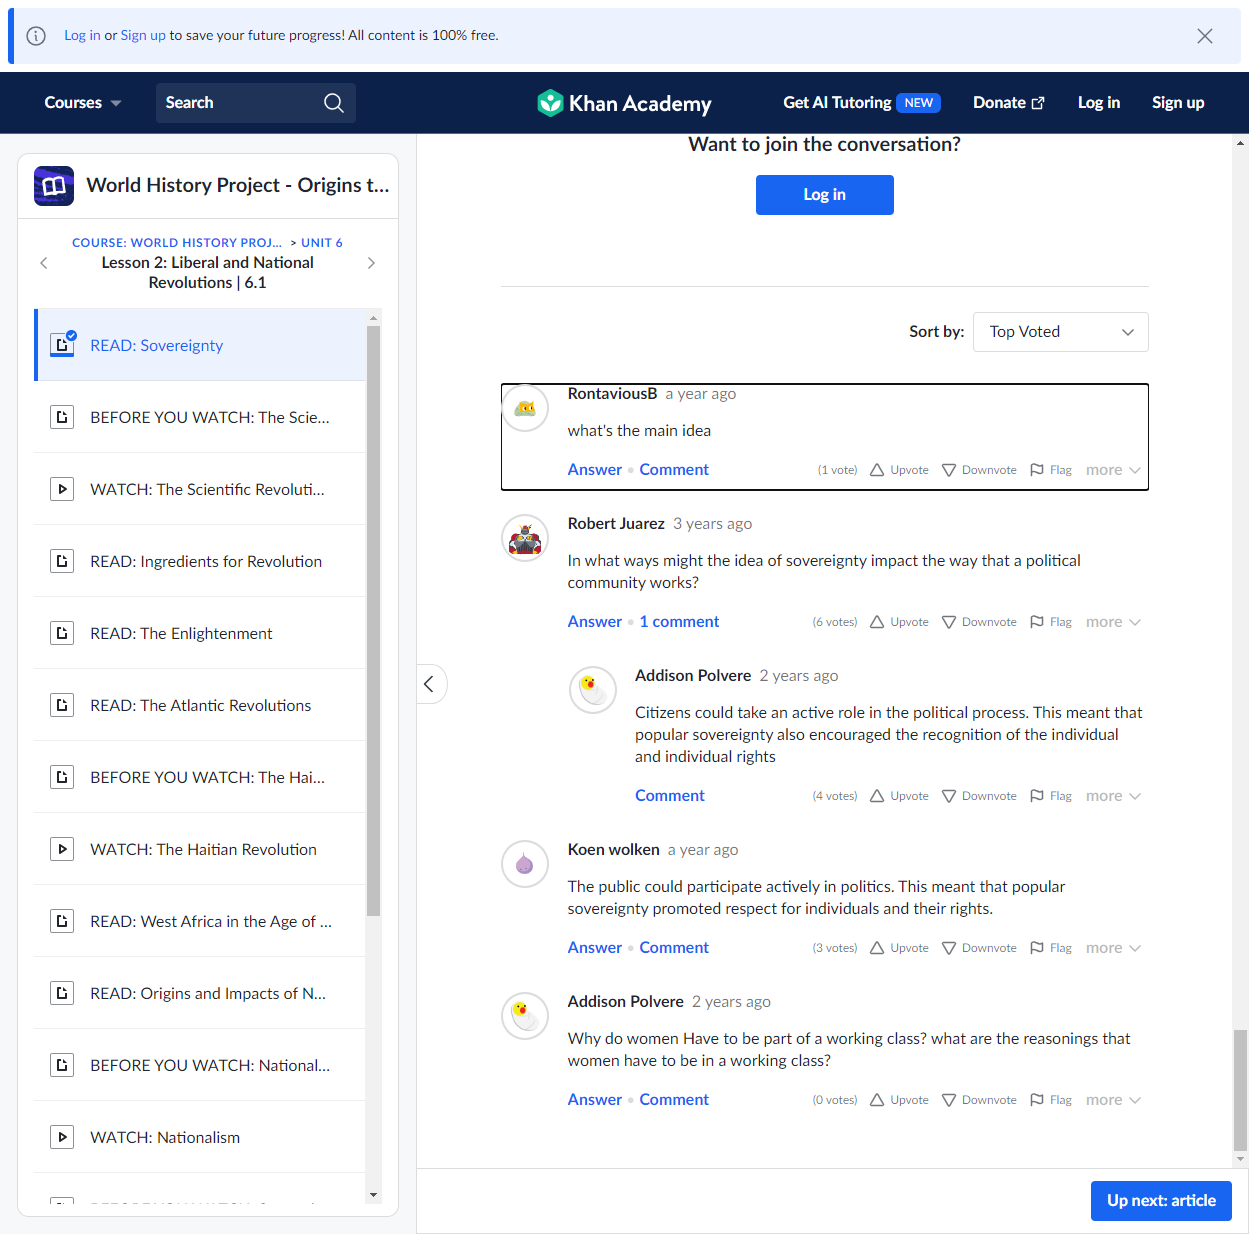 Log in or Sign up to save your future progress! All content is 100% free.
Courses
Search
Khan Academy
Get AI Tutoring NEW
Donate
Log in
Sign up
World History Project - Origins t...
COURSE: WORLD HISTORY PROJ... > UNIT 6
Lesson 2: Liberal and National
Revolutions | 6.1
READ: Sovereignty
BEFORE YOU WATCH: The Scie...
WATCH: The Scientific Revoluti...
READ: Ingredients for Revolution
READ: The Enlightenment
READ: The Atlantic Revolutions
BEFORE YOU WATCH: The Hai...
WATCH: The Haitian Revolution
READ: West Africa in the Age of ...
READ: Origins and Impacts of N...
BEFORE YOU WATCH: National...
WATCH: Nationalism
Want to join the conversation?
Log in
Sort by: Top Voted
RontaviousB a year ago
what's the main idea
Answer • Comment (1 vote) Upvote Downvote Flag more
Robert Juarez 3 years ago
In what ways might the idea of sovereignty impact the way that a political
community works?
Answer • 1 comment (6 votes) Upvote Downvote Flag more
Addison Polvere 2 years ago
Citizens could take an active role in the political process. This meant that
popular sovereignty also encouraged the recognition of the individual
and individual rights
Comment (4 votes) Upvote Downvote Flag more
Koen wolken a year ago
The public could participate actively in politics. This meant that popular
sovereignty promoted respect for individuals and their rights.
Answer • Comment (3 votes) Upvote Downvote Flag more
Addison Polvere 2 years ago
Why do women Have to be part of a working class? what are the reasonings that
women have to be in a working class?
Answer • Comment (0 votes) Upvote Downvote Flag more
Up next: article